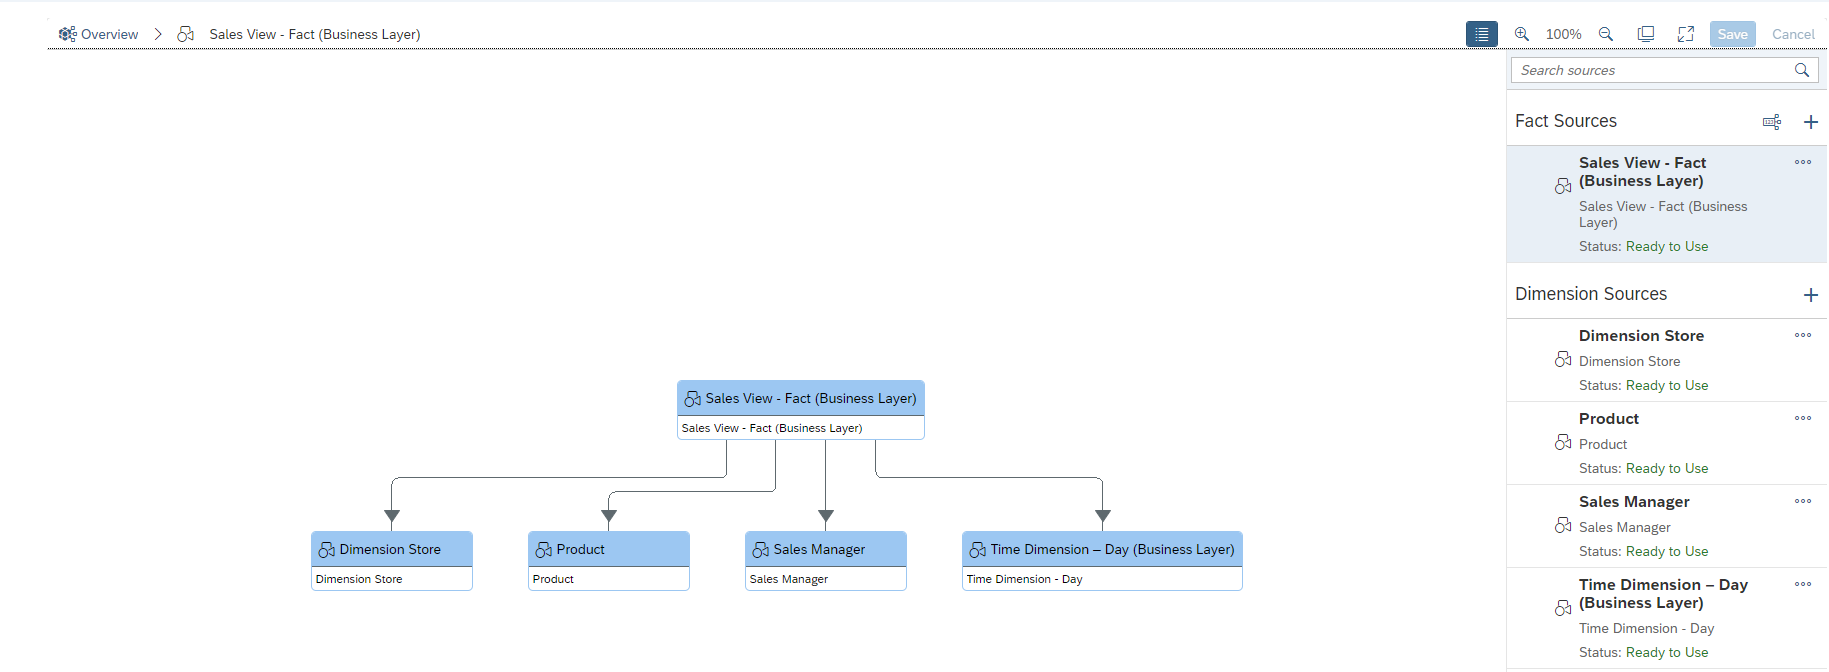 Overview > Sales View - Fact (Business Layer)
100% Save Cancel
Search sources
Fact Sources
Sales View - Fact
(Business Layer)
Sales View - Fact (Business
Layer)
Status: Ready to Use
Dimension Sources
Dimension Store
Dimension Store
Status: Ready to Use
Product
Product
Status: Ready to Use
Sales Manager
Sales Manager
Status: Ready to Use
Time Dimension – Day
(Business Layer)
Time Dimension - Day
Status: Ready to Use
Sales View - Fact (Business Layer)
Sales View - Fact (Business Layer)
Dimension Store
Dimension Store
Product
Product
Sales Manager
Sales Manager
Time Dimension – Day (Business Layer)
Time Dimension - Day